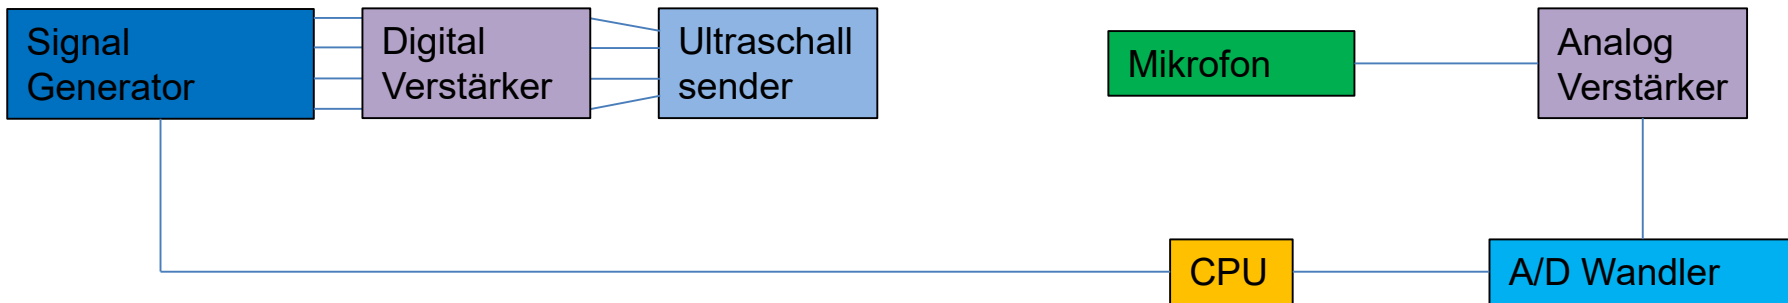 Signal
Generator
Digital
Verstärker
Ultraschall
sender
Mikrofon
Analog
Verstärker
CPU
A/D Wandler